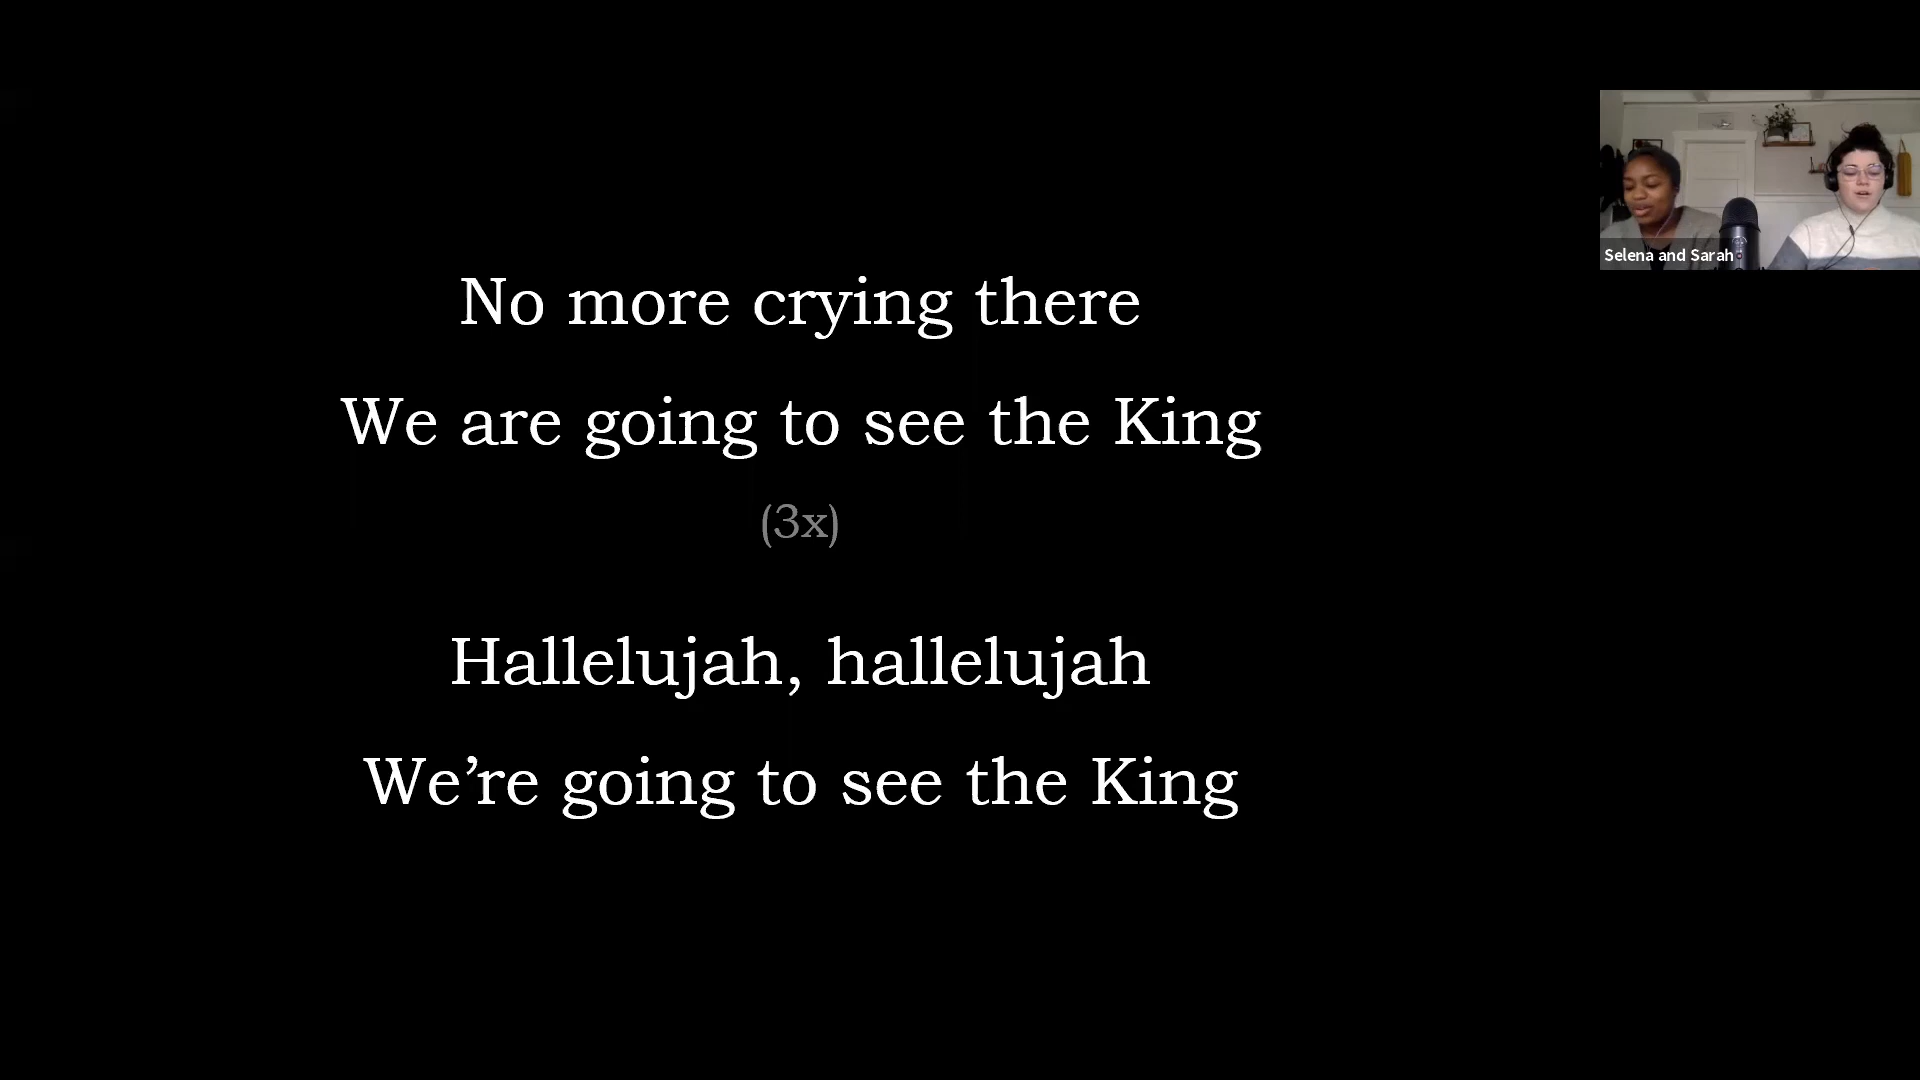 No more crying there
We are going to see the King
(3x)
Hallelujah, hallelujah
We’re going to see the King
Selena and Sarah